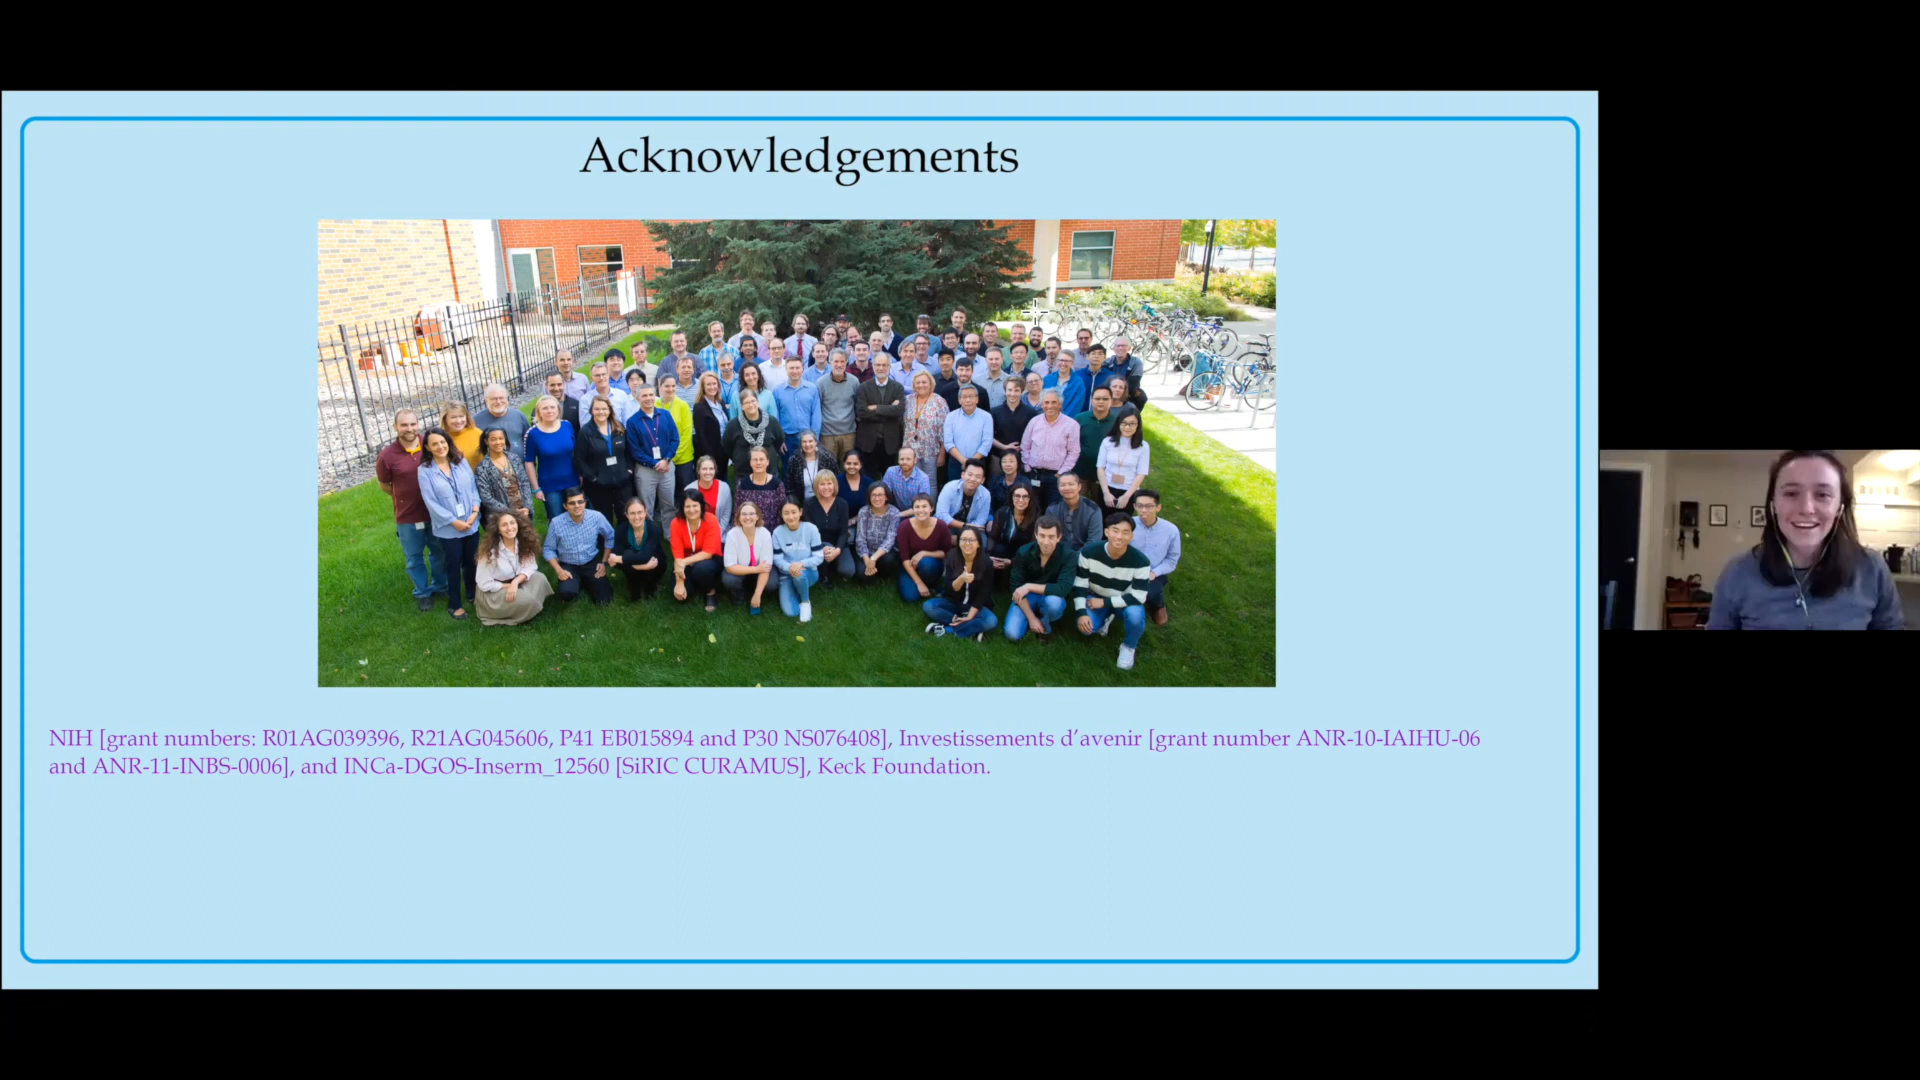 Acknowledgements
NIH [grant numbers: R01AG039396, R21AG045606, P41 EB015894 and P30 NS076408], Investissements d’avenir [grant number ANR-10-IAIHU-06
and ANR-11-INBS-0006], and INCa-DGOS-Inserm_12560 [SiRIC CURAMUS], Keck Foundation.